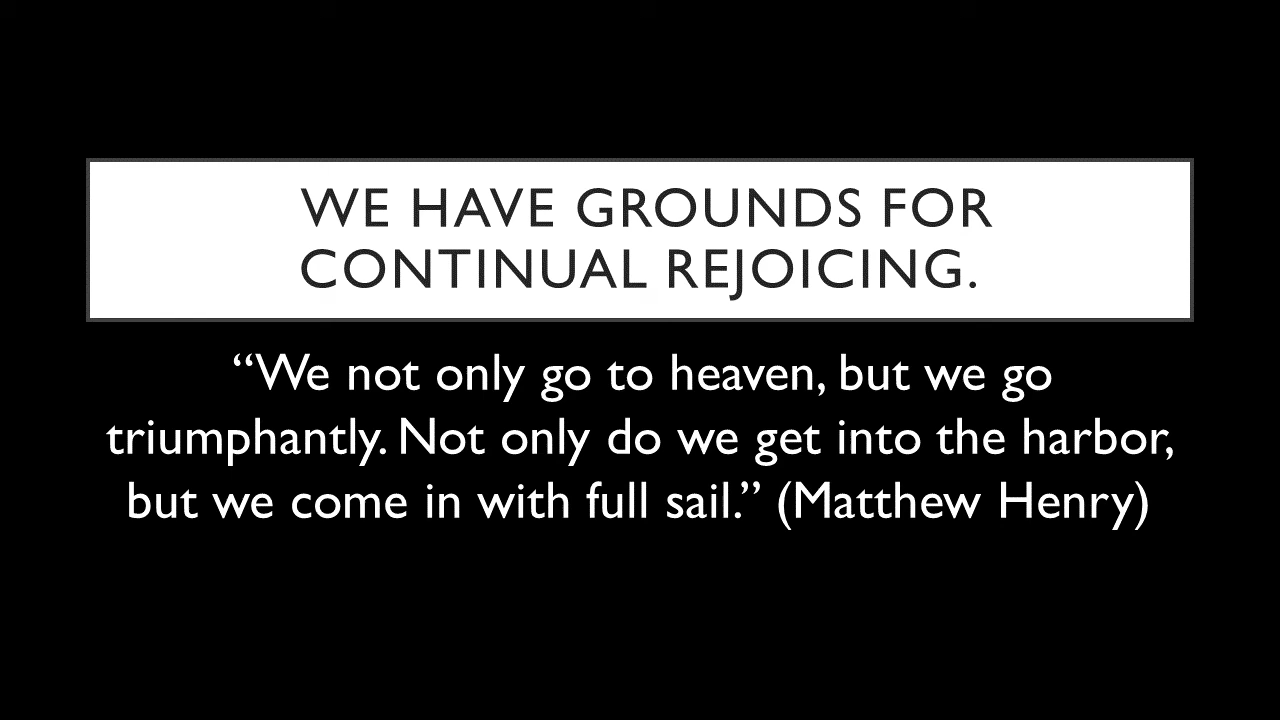 WE HAVE GROUNDS FOR
CONTINUAL REJOICING.
“We not only go to heaven, but we go
triumphantly. Not only do we get into the harbor,
but we come in with full sail.” (Matthew Henry)